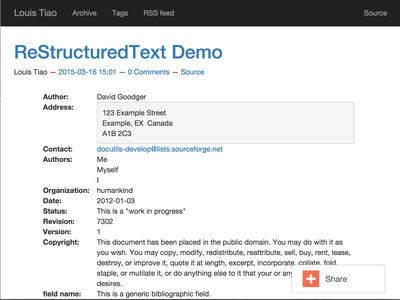 Louis Tiao Archive Tags RSS feed Source
ReStructuredText Demo
Louis Tiao — 2015-03-16 15:01 — 0 Comments — Source
Author: David Goodger
Address: 123 Example Street
Example, EX Canada
A1B 2C3
Contact: docutils-develop@lists.sourceforge.net
Authors: Me
Myself
I
Organization: humankind
Date: 2012-01-03
Status: This is a "work in progress"
Revision: 7302
Version: 1
Copyright: This document has been placed in the public domain. You may do with it as
you wish. You may copy, modify, redistribute, reattribute, sell, buy, rent, lease,
destroy, or improve it, quote it at length, excerpt, incorporate, collate, fold,
staple, or mutilate it, or do anything else to it that your or
desires.
field name: This is a generic bibliographic field.
Share